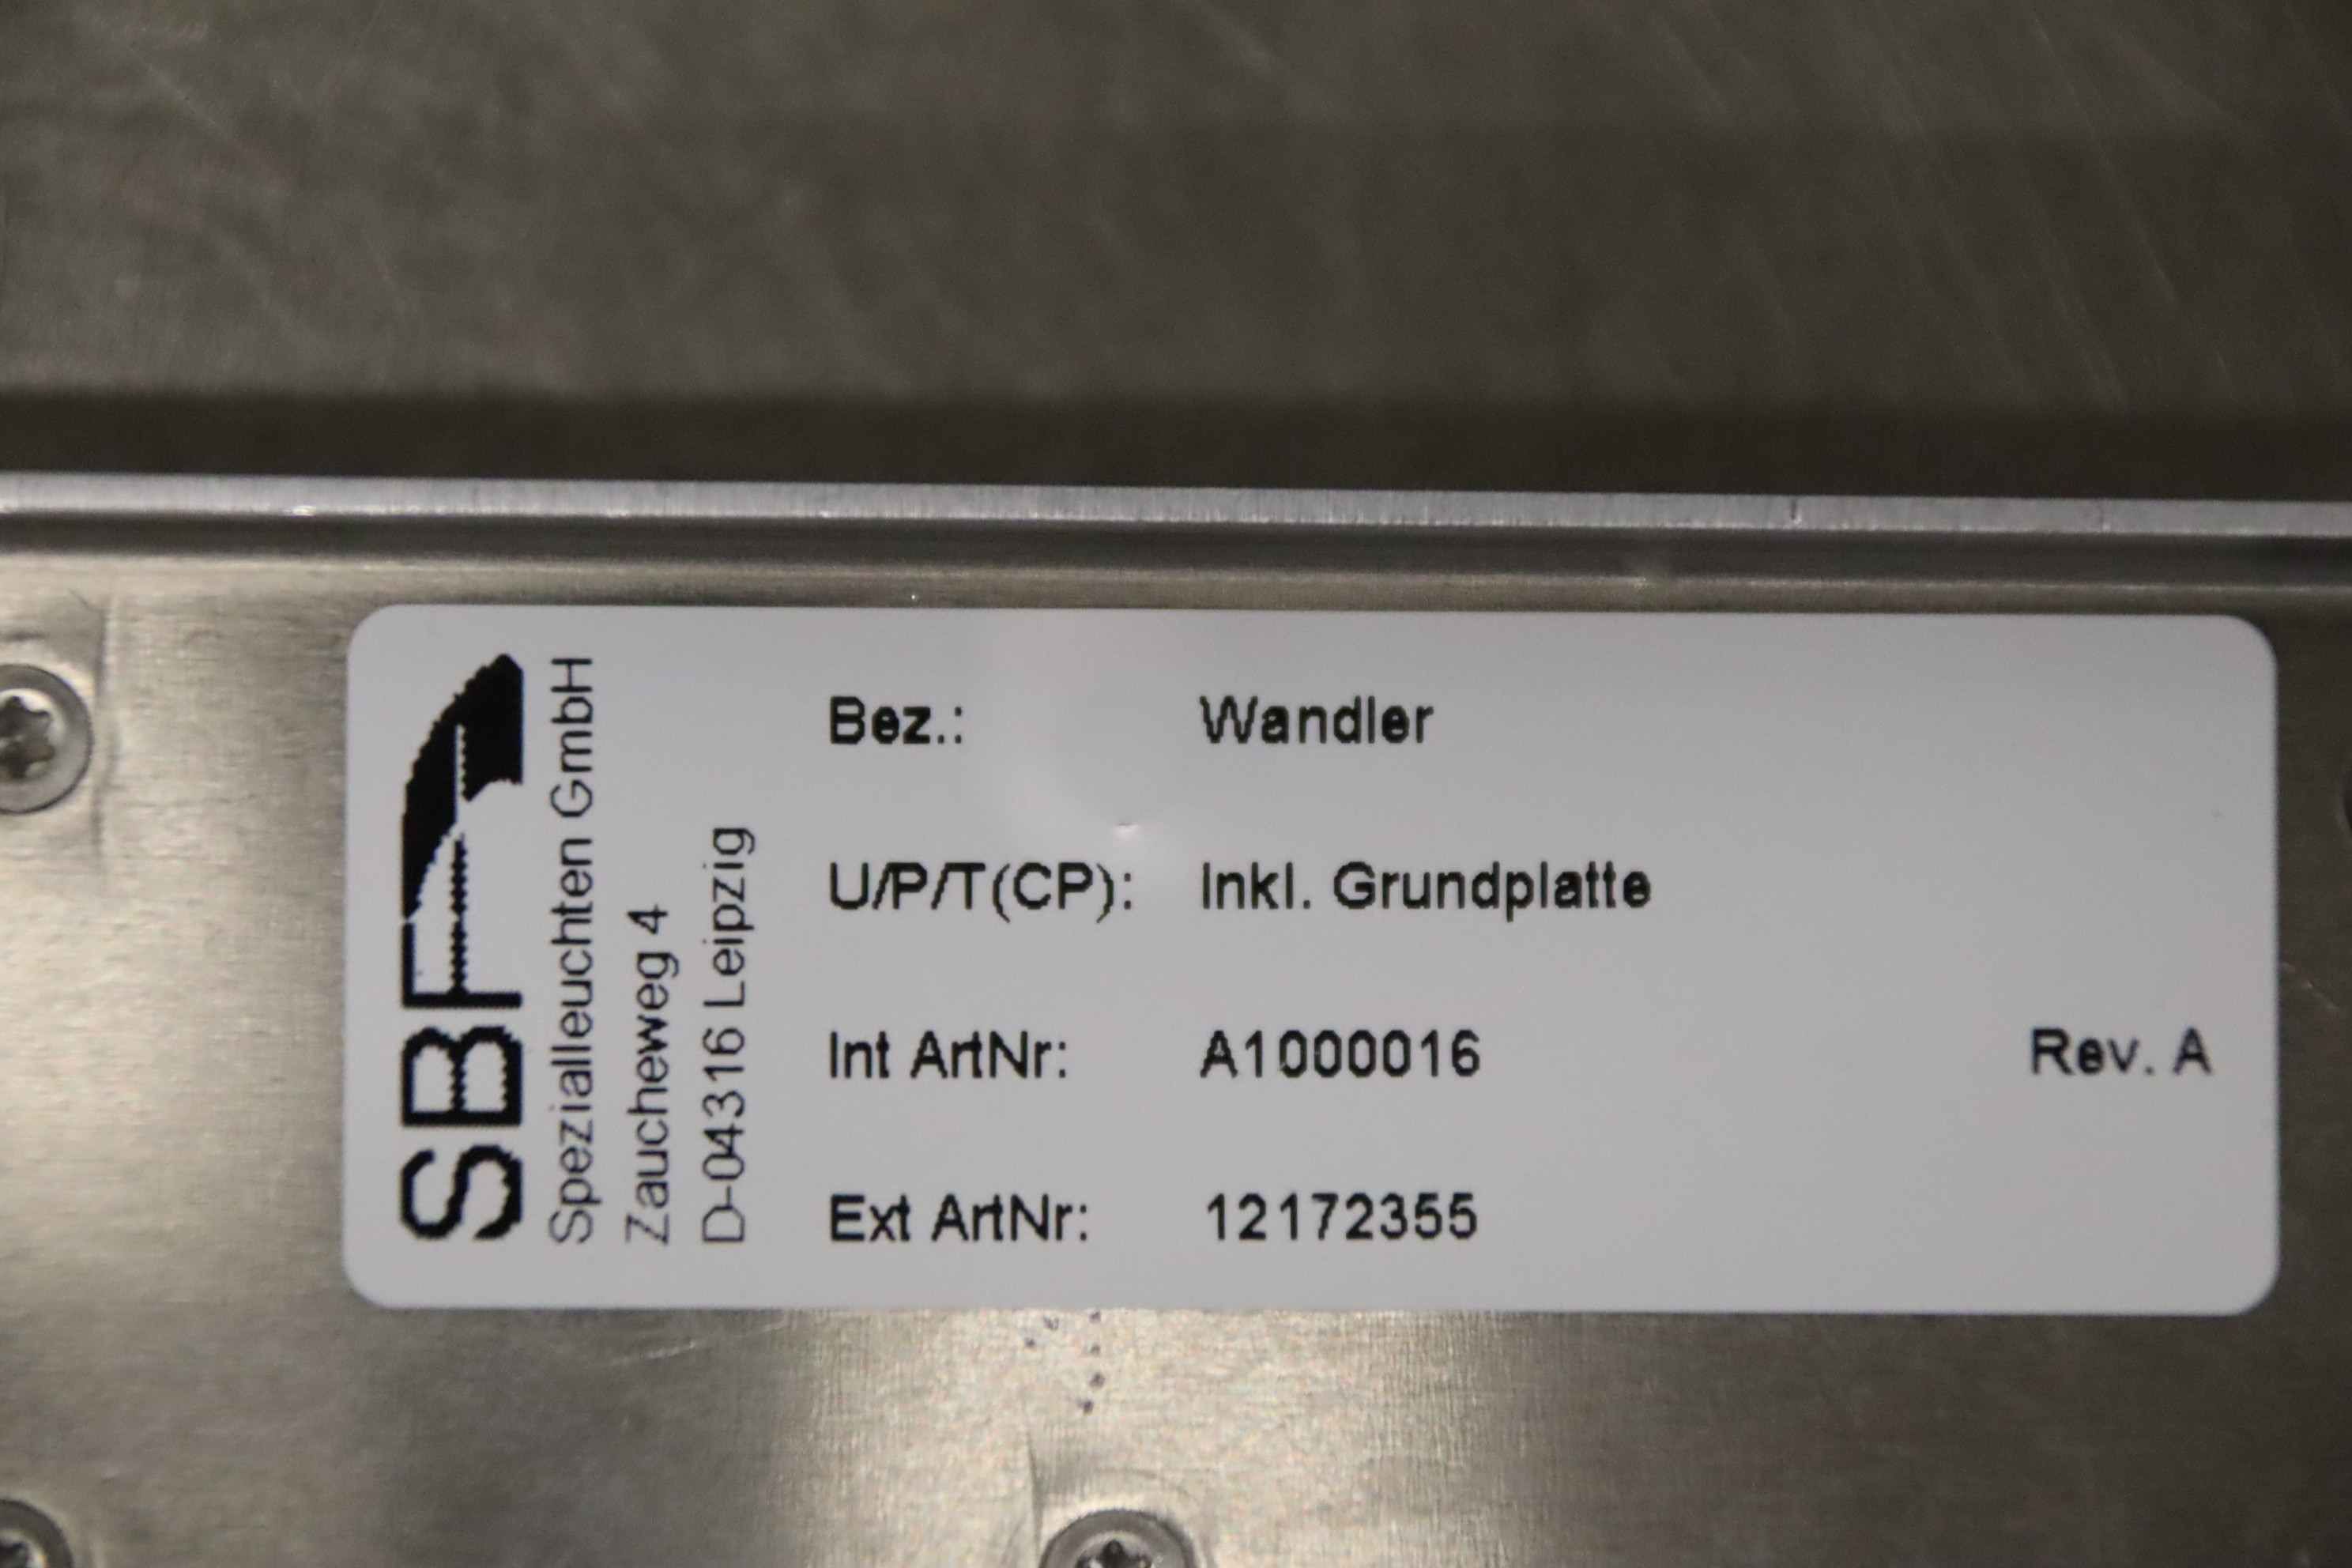 SBF
Spezialleuchten GmbH
Zaucheweg 4
D-04316 Leipzig
Bez.: Wandler
U/P/T(CP): Inkl. Grundplatte
Int ArtNr: A1000016 Rev. A
Ext ArtNr: 12172355